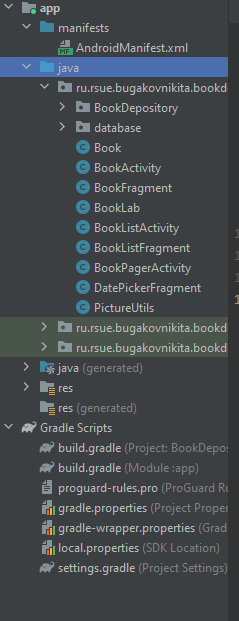 app
manifests
AndroidManifest.xml
java
ru.rsue.bugakovnikita.bookd
BookDepository
database
Book
BookActivity
BookFragment
BookLab
BookListActivity
BookListFragment
BookPagerActivity
DatePickerFragment
PictureUtils
ru.rsue.bugakovnikita.bookd
ru.rsue.bugakovnikita.bookd
java (generated)
res
res (generated)
Gradle Scripts
build.gradle (Project: BookDepos
build.gradle (Module :app)
proguard-rules.pro (ProGuard Ru
gradle.properties (Project Proper
gradle-wrapper.properties (Grad
local.properties (SDK Location)
settings.gradle (Project Settings)